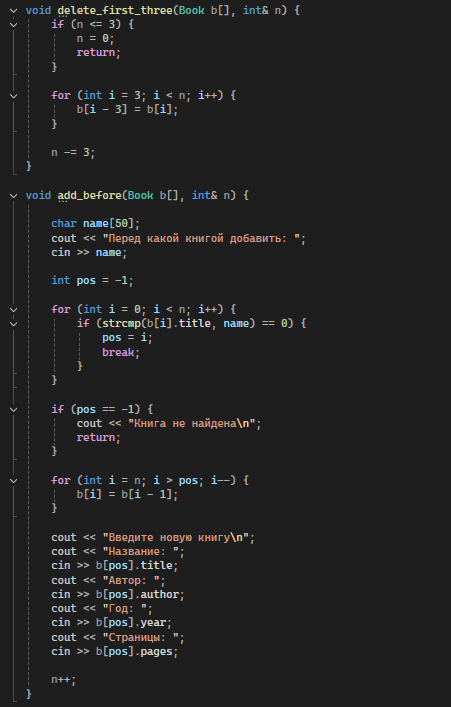 void delete_first_three(Book b[], int& n) {
    if (n <= 3) {
        n = 0;
        return;
    }

    for (int i = 3; i < n; i++) {
        b[i - 3] = b[i];
    }

    n -= 3;
}

void add_before(Book b[], int& n) {

    char name[50];
    cout << "Перед какой книгой добавить: ";
    cin >> name;

    int pos = -1;

    for (int i = 0; i < n; i++) {
        if (strcmp(b[i].title, name) == 0) {
            pos = i;
            break;
        }
    }

    if (pos == -1) {
        cout << "Книга не найдена\n";
        return;
    }

    for (int i = n; i > pos; i--) {
        b[i] = b[i - 1];
    }

    cout << "Введите новую книгу\n";
    cout << "Название: ";
    cin >> b[pos].title;
    cout << "Автор: ";
    cin >> b[pos].author;
    cout << "Год: ";
    cin >> b[pos].year;
    cout << "Страницы: ";
    cin >> b[pos].pages;

    n++;
}